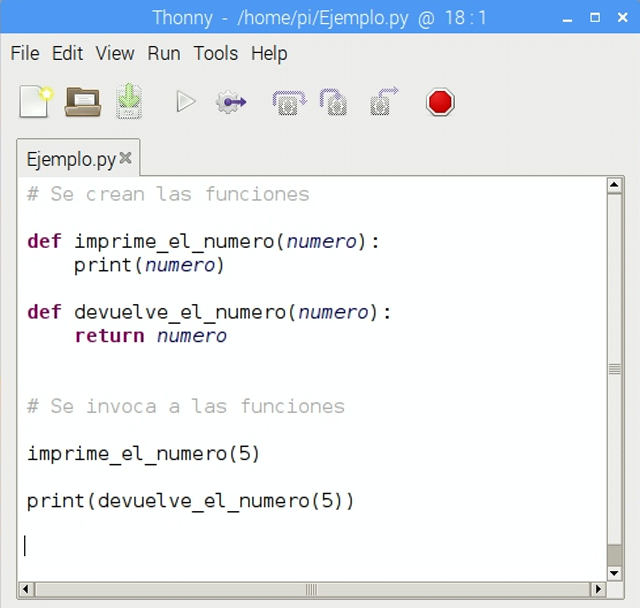 Thonny - /home/pi/Ejemplo.py @ 18 : 1
File Edit View Run Tools Help
Ejemplo.py
# Se crean las funciones
def imprime_el_numero(numero):
    print(numero)
def devuelve_el_numero(numero):
    return numero
# Se invoca a las funciones
imprime_el_numero(5)
print(devuelve_el_numero(5))